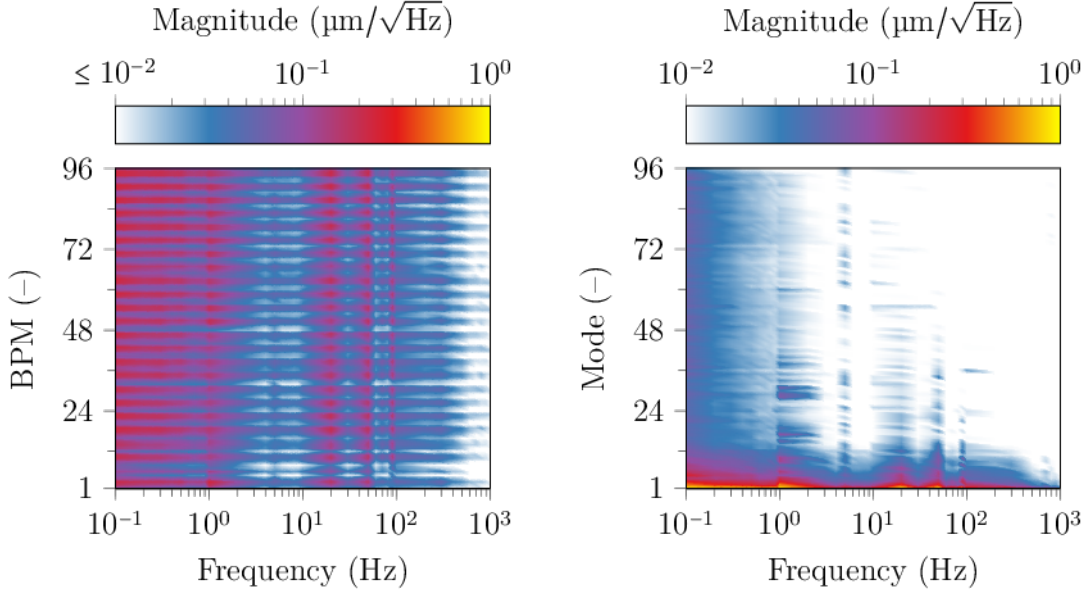 Magnitude (µm/√Hz)
≤ 10⁻² 10⁻¹ 10⁰
96
72
48
24
1
BPM (–)
10⁻¹ 10⁰ 10¹ 10² 10³
Frequency (Hz)
Magnitude (µm/√Hz)
10⁻² 10⁻¹ 10⁰
96
72
48
24
1
Mode (–)
10⁻¹ 10⁰ 10¹ 10² 10³
Frequency (Hz)